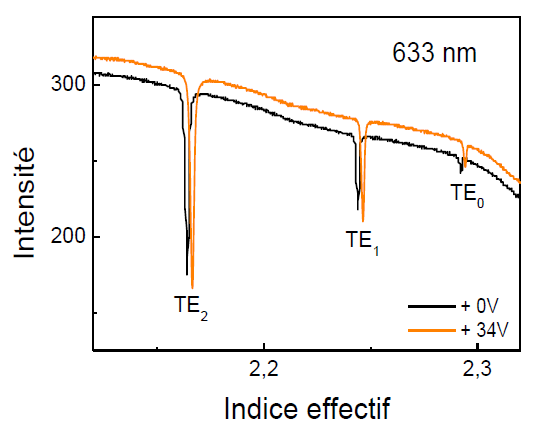 633 nm
300
Intensité
200
TE0
TE1
TE2
+ 0V
+ 34V
2,2
2,3
Indice effectif